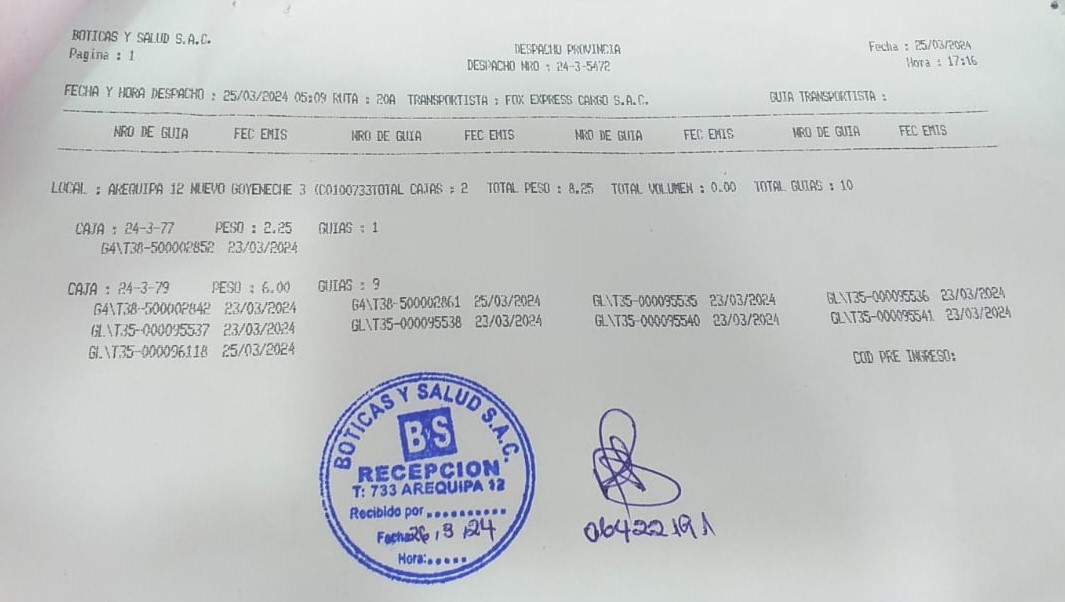 BOTICAS Y SALUD S.A.C.
Pagina : 1
DESPACHO PROVINCIA
DESPACHO NRO : 24-3-5472
Fecha : 25/03/2024
Hora : 17:16
FECHA Y HORA DESPACHO : 25/03/2024 05:09 RUTA : 20A TRANSPORTISTA : FOX EXPRESS CARGO S.A.C. GUIA TRANSPORTISTA :
NRO DE GUIA FEC EMIS NRO DE GUIA FEC EMIS NRO DE GUIA FEC EMIS NRO DE GUIA FEC EMIS
LOCAL : AREQUIPA 12 NUEVO GOYENECHE 3 (C0100733TOTAL CAJAS : 2 TOTAL PESO : 8.25 TOTAL VOLUMEN : 0.00 TOTAL GUIAS : 10
CAJA : 24-3-77 PESO : 2.25 GUIAS : 1
G4\T38-500002852 23/03/2024
CAJA : 24-3-79 PESO : 6.00 GUIAS : 9
G4\T38-500002842 23/03/2024 G4\T38-500002861 25/03/2024 GL\T35-000095535 23/03/2024 GL\T35-000095536 23/03/2024
GL\T35-000095537 23/03/2024 GL\T35-000095538 23/03/2024 GL\T35-000095540 23/03/2024 GL\T35-000095541 23/03/2024
GL\T35-000096118 25/03/2024
COD PRE INGRESO:
BOTICAS Y SALUD S.A.C.
BS
RECEPCION
T: 733 AREQUIPA 12
Recibido por ..........
Fecha: 26, 3, 24
Hora:.....